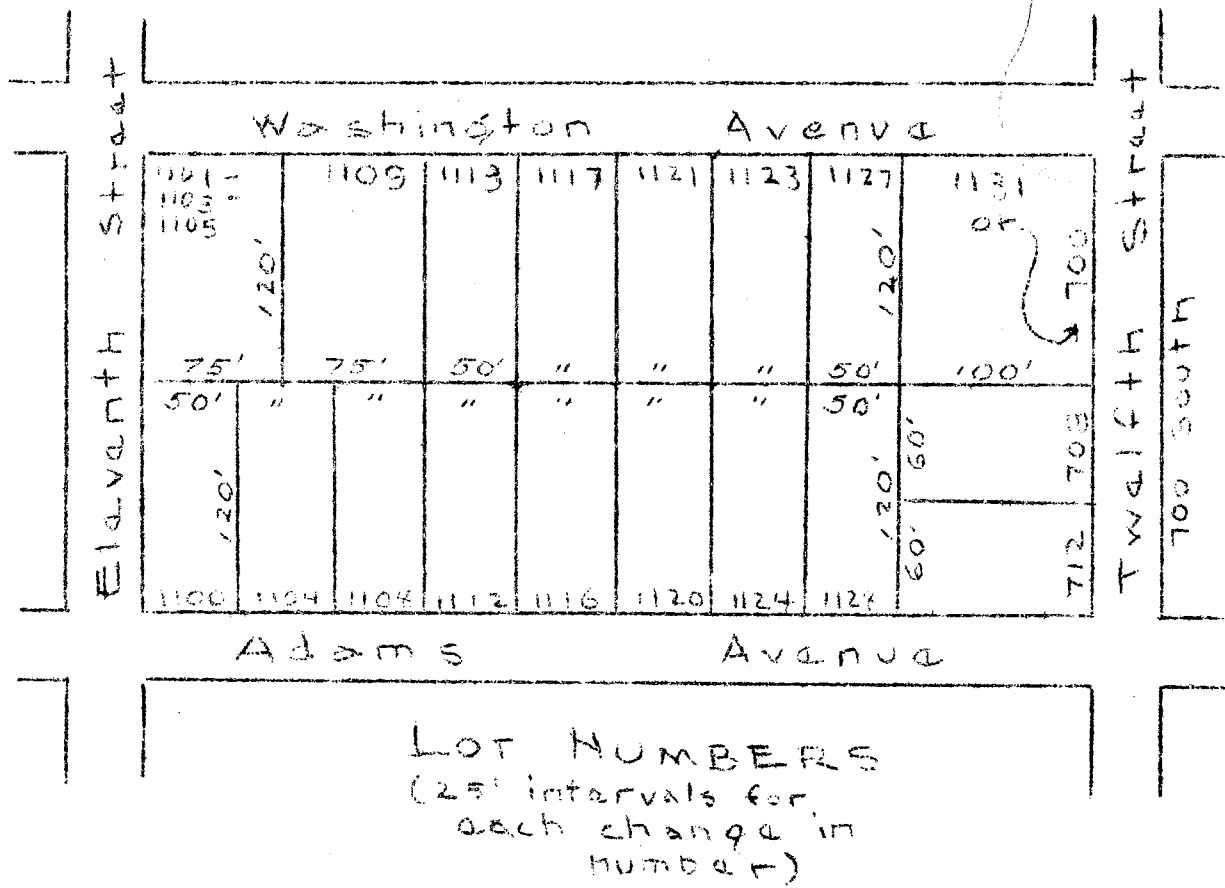 Washington Avenue
Elevanth Street
Twelfth Street
700 South
1101-
1103-
1105
1109
1113
1117
1121
1123
1127
1131
or
700
120'
120'
75' 75' 50' " " " 50' 100'
50' " " " " " " 50'
120'
120'
60'
60'
708
712
1100 1104 1108 1112 1116 1120 1124 1128
Adams Avenue
LOT NUMBERS
(25' intervals for
each change in
number)